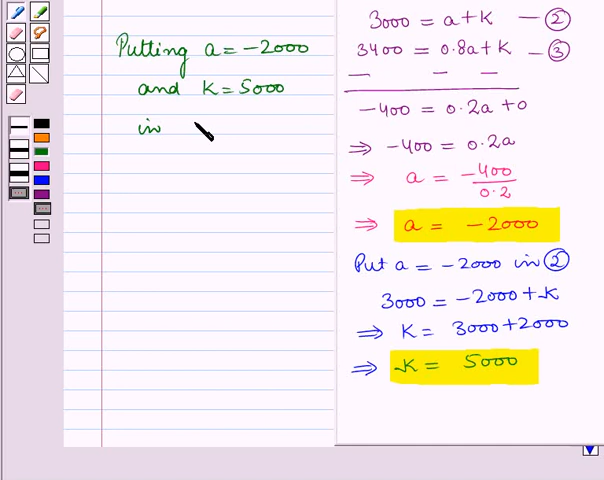 Putting a = -2000
and K = 5000
in
3000 = a + K — ②
3400 = 0.8a + K — ③
— — —
-400 = 0.2a + 0
⇒ -400 = 0.2a
⇒ a = -400/0.2
⇒ a = -2000
Put a = -2000 in ②
3000 = -2000 + K
⇒ K = 3000 + 2000
⇒ K = 5000